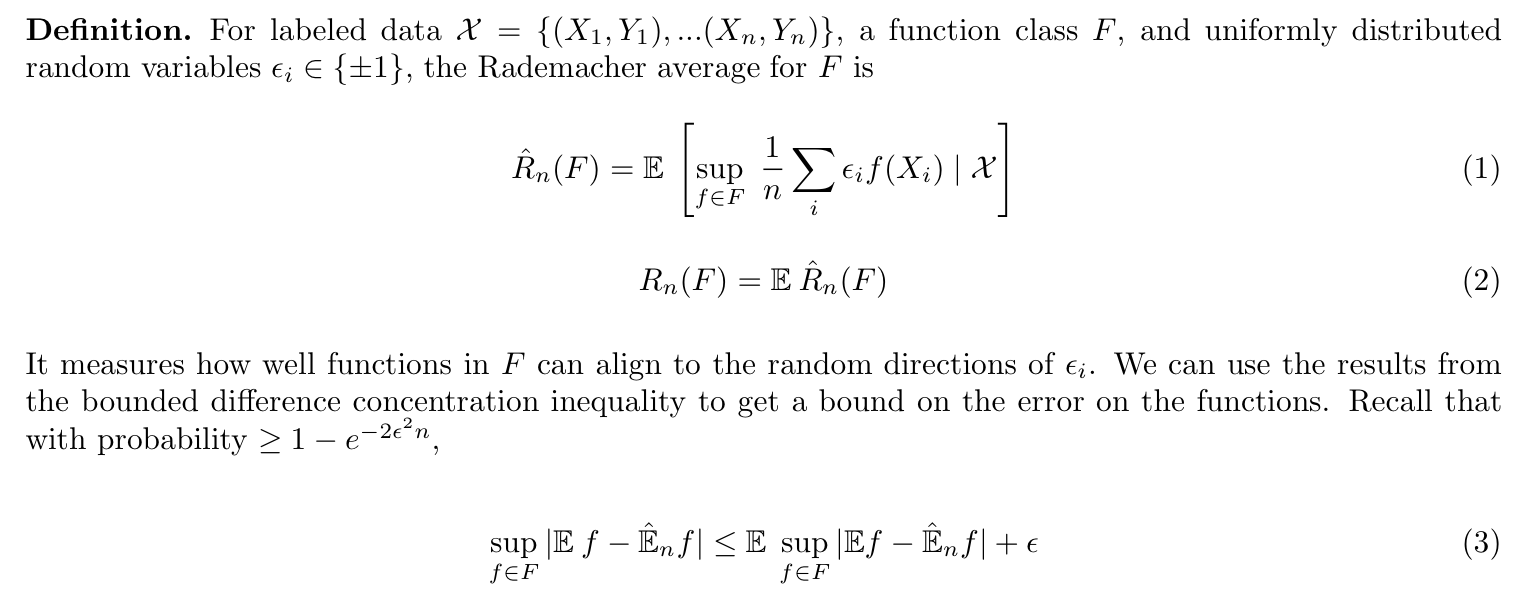 Definition. For labeled data $\mathcal{X} = \{(X_1, Y_1), ...(X_n, Y_n)\}$, a function class $F$, and uniformly distributed
random variables $\epsilon_i \in \{\pm 1\}$, the Rademacher average for $F$ is
$\hat{R}_n(F) = \mathbb{E} \left[ \sup_{f \in F} \frac{1}{n} \sum_i \epsilon_i f(X_i) \mid \mathcal{X} \right]$ (1)
$R_n(F) = \mathbb{E} \hat{R}_n(F)$ (2)
It measures how well functions in $F$ can align to the random directions of $\epsilon_i$. We can use the results from
the bounded difference concentration inequality to get a bound on the error on the functions. Recall that
with probability $\geq 1 - e^{-2\epsilon^2 n}$,
$\sup_{f \in F} |\mathbb{E} f - \hat{\mathbb{E}}_n f| \leq \mathbb{E} \sup_{f \in F} |\mathbb{E} f - \hat{\mathbb{E}}_n f| + \epsilon$ (3)